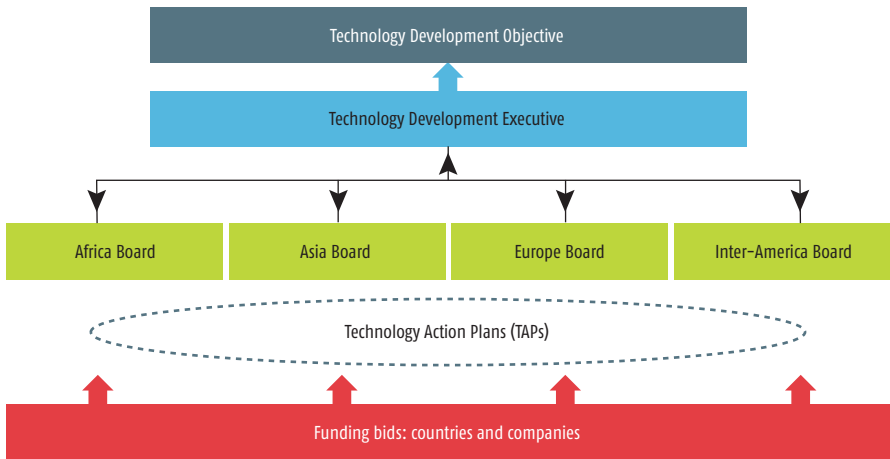 Technology Development Objective
Technology Development Executive
Africa Board
Asia Board
Europe Board
Inter–America Board
Technology Action Plans (TAPs)
Funding bids: countries and companies